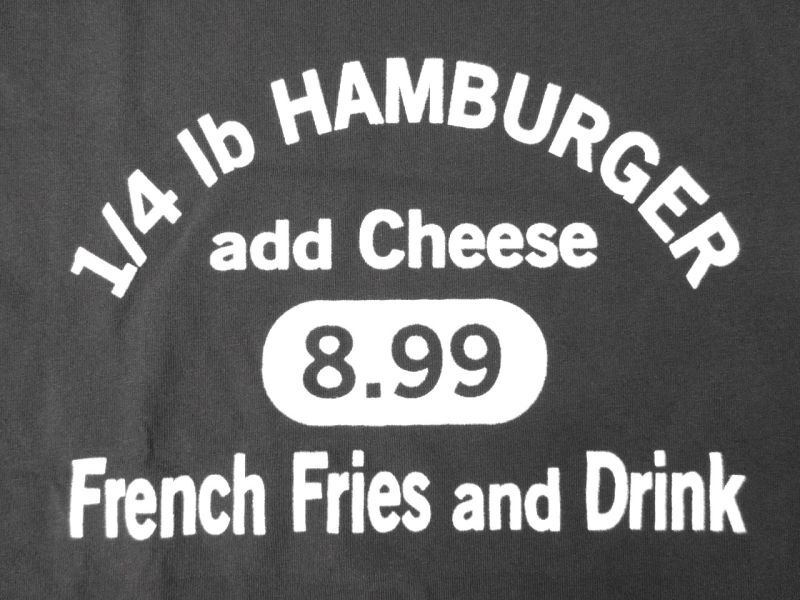 1/4 lb HAMBURGER
add Cheese
8.99
French Fries and Drink